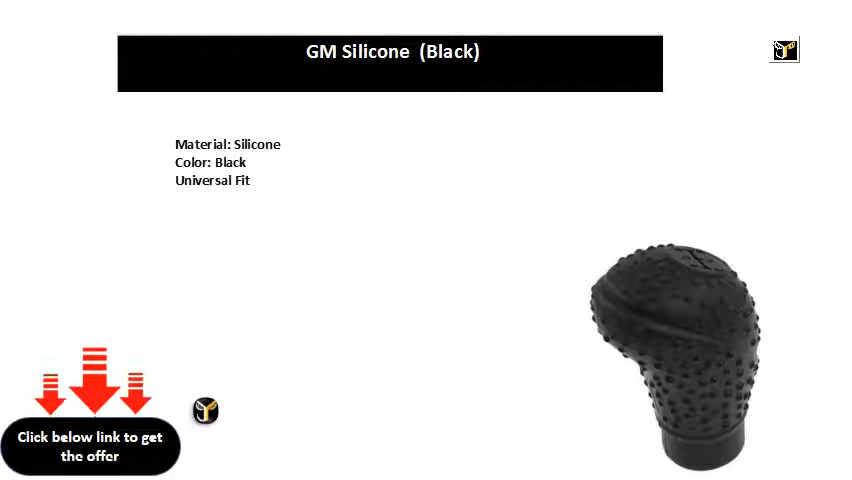 GM Silicone (Black)
Material: Silicone
Color: Black
Universal Fit
Click below link to get
the offer